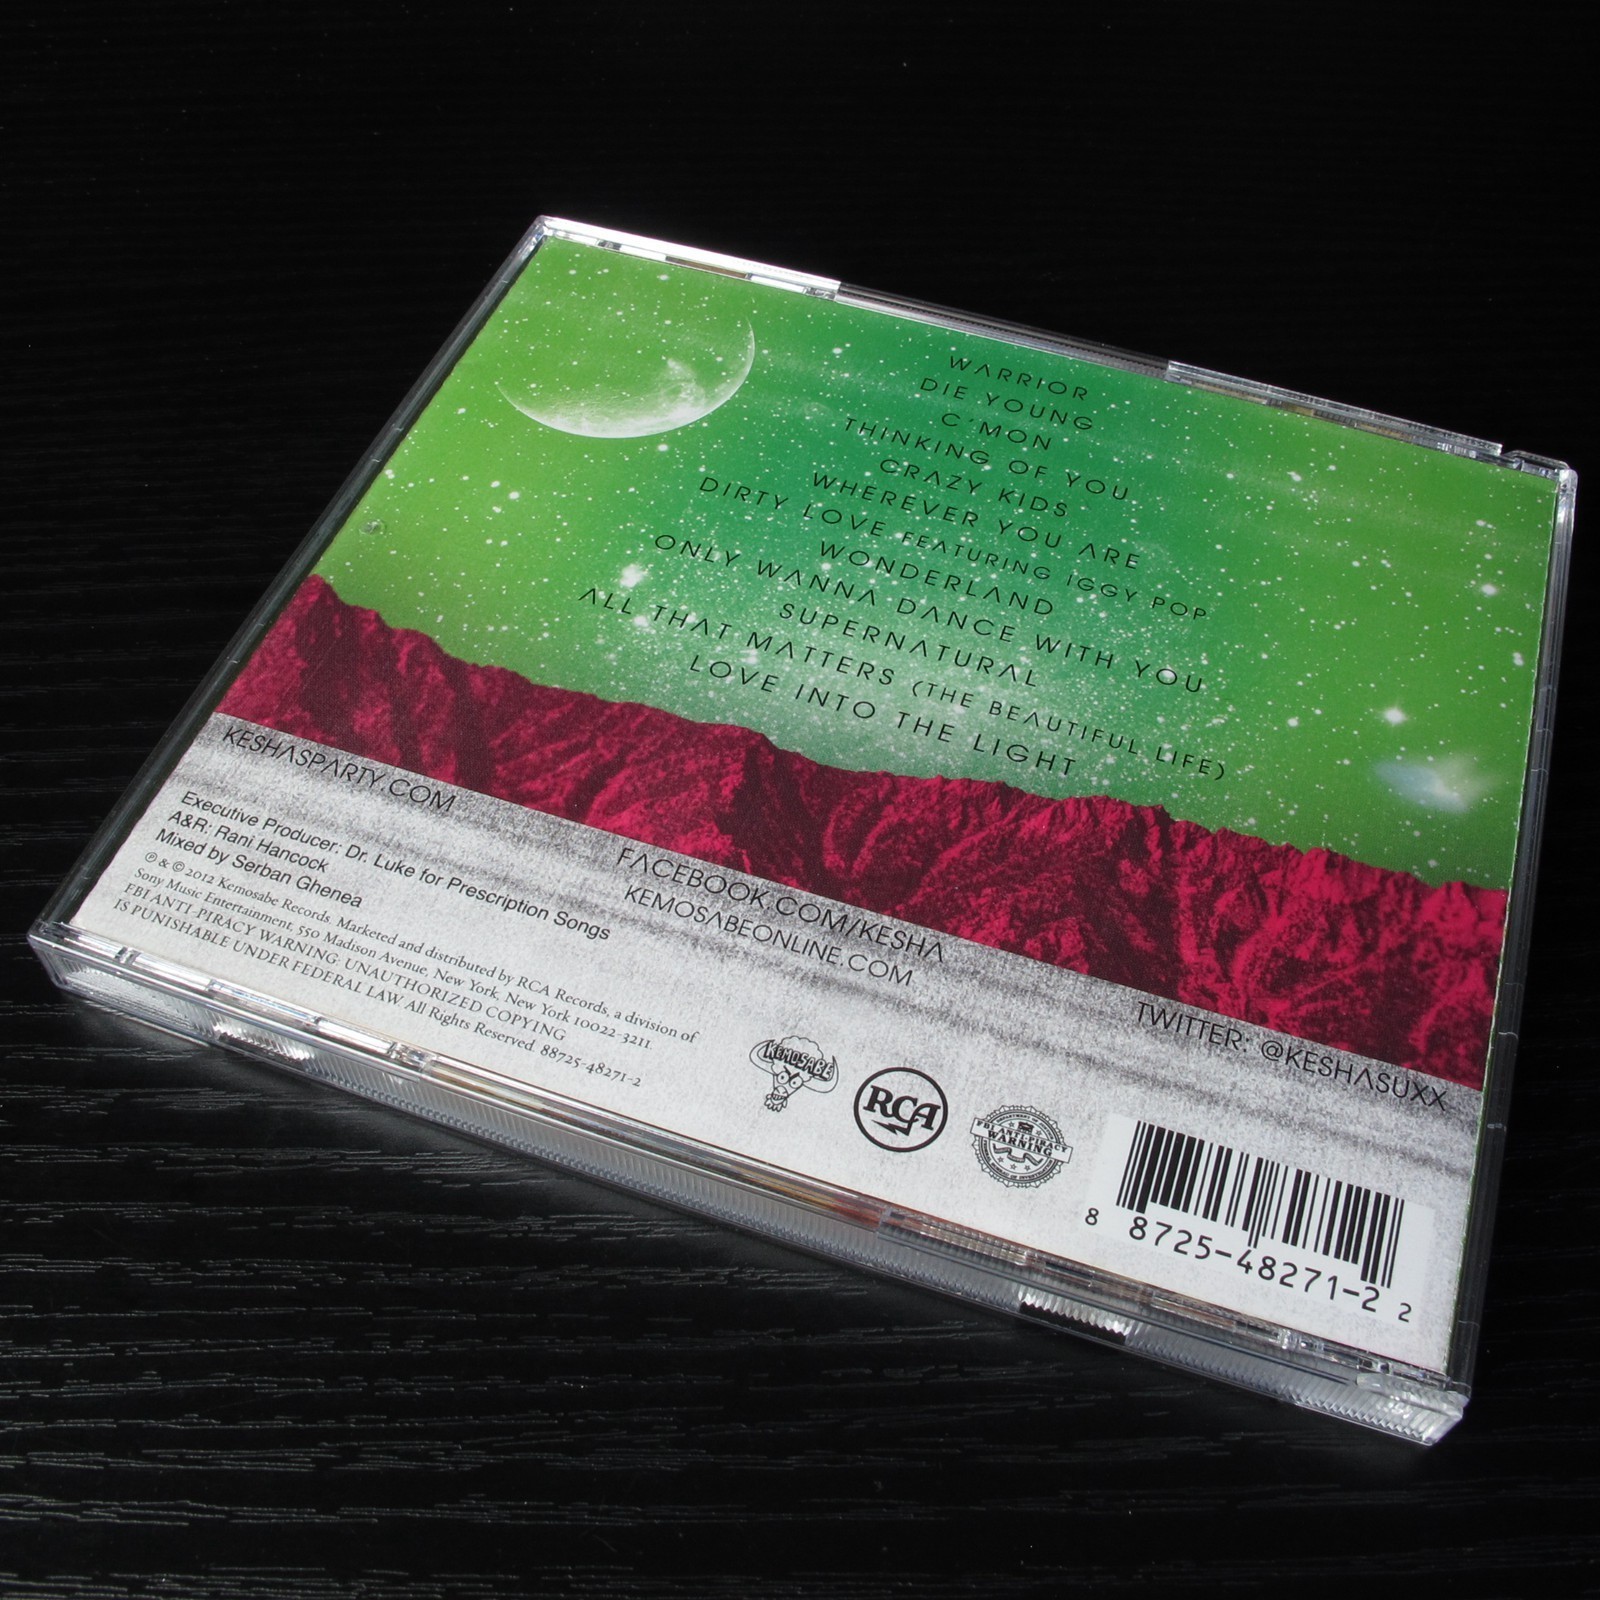 WARRIOR
DIE YOUNG
C'MON
THINKING OF YOU
CRAZY KIDS
WHEREVER YOU ARE
DIRTY LOVE FEATURING IGGY POP
WONDERLAND
ONLY WANNA DANCE WITH YOU
SUPERNATURAL
ALL THAT MATTERS (THE BEAUTIFUL LIFE)
LOVE INTO THE LIGHT
KESHASPARTY.COM
FACEBOOK.COM/KESHA
KEMOSABEONLINE.COM
TWITTER: @KESHASUXX
Executive Producer: Dr. Luke for Prescription Songs
A&R: Rani Hancock
Mixed by Serban Ghenea
℗ & © 2012 Kemosabe Records. Marketed and distributed by RCA Records, a division of
Sony Music Entertainment, 550 Madison Avenue, New York, New York 10022-3211.
FBI ANTI-PIRACY WARNING: UNAUTHORIZED COPYING
IS PUNISHABLE UNDER FEDERAL LAW All Rights Reserved. 88725-48271-2
KEMOSABE
RCA
FBI ANTI-PIRACY
WARNING
8 8725-48271-2 2